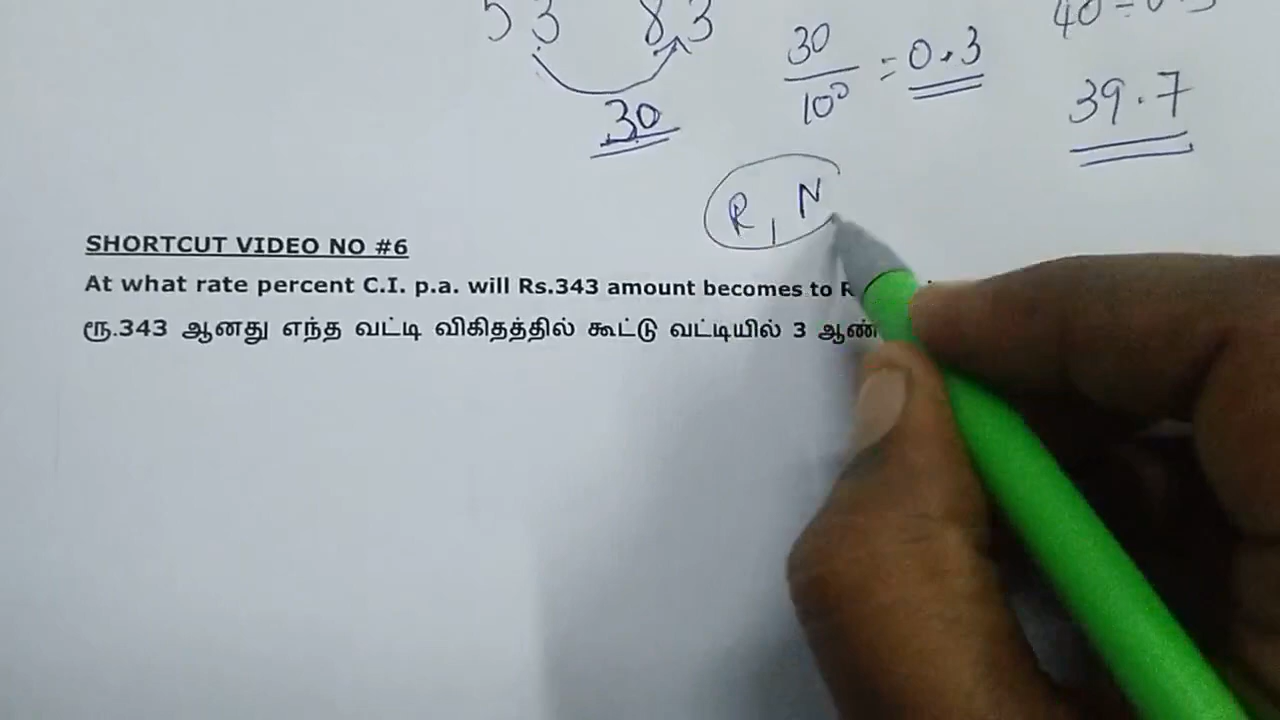 53 83
30
30
100
= 0.3
39.7
R, N
SHORTCUT VIDEO NO #6
At what rate percent C.I. p.a. will Rs.343 amount becomes to
ரூ.343 ஆனது எந்த வட்டி விகிதத்தில் கூட்டு வட்டியில் 3